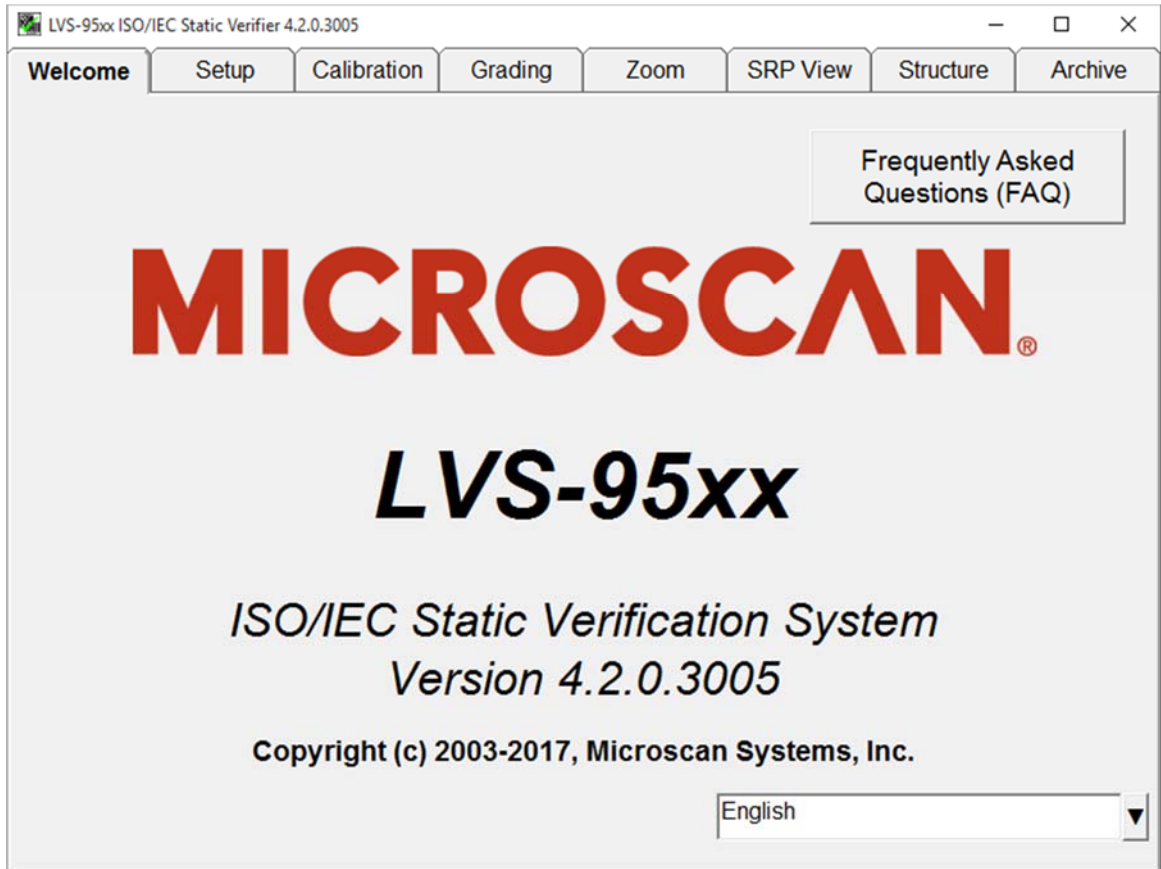 LVS-95xx ISO/IEC Static Verifier 4.2.0.3005
Welcome Setup Calibration Grading Zoom SRP View Structure Archive
Frequently Asked
Questions (FAQ)
MICROSCAN®
LVS-95xx
ISO/IEC Static Verification System
Version 4.2.0.3005
Copyright (c) 2003-2017, Microscan Systems, Inc.
English